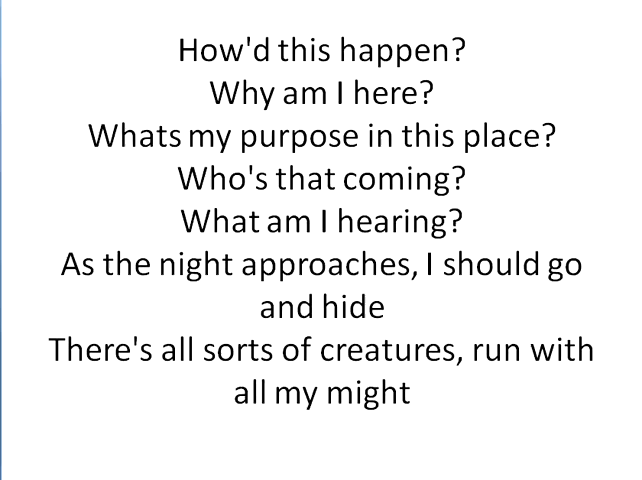 How'd this happen?
Why am I here?
Whats my purpose in this place?
Who's that coming?
What am I hearing?
As the night approaches, I should go
and hide
There's all sorts of creatures, run with
all my might